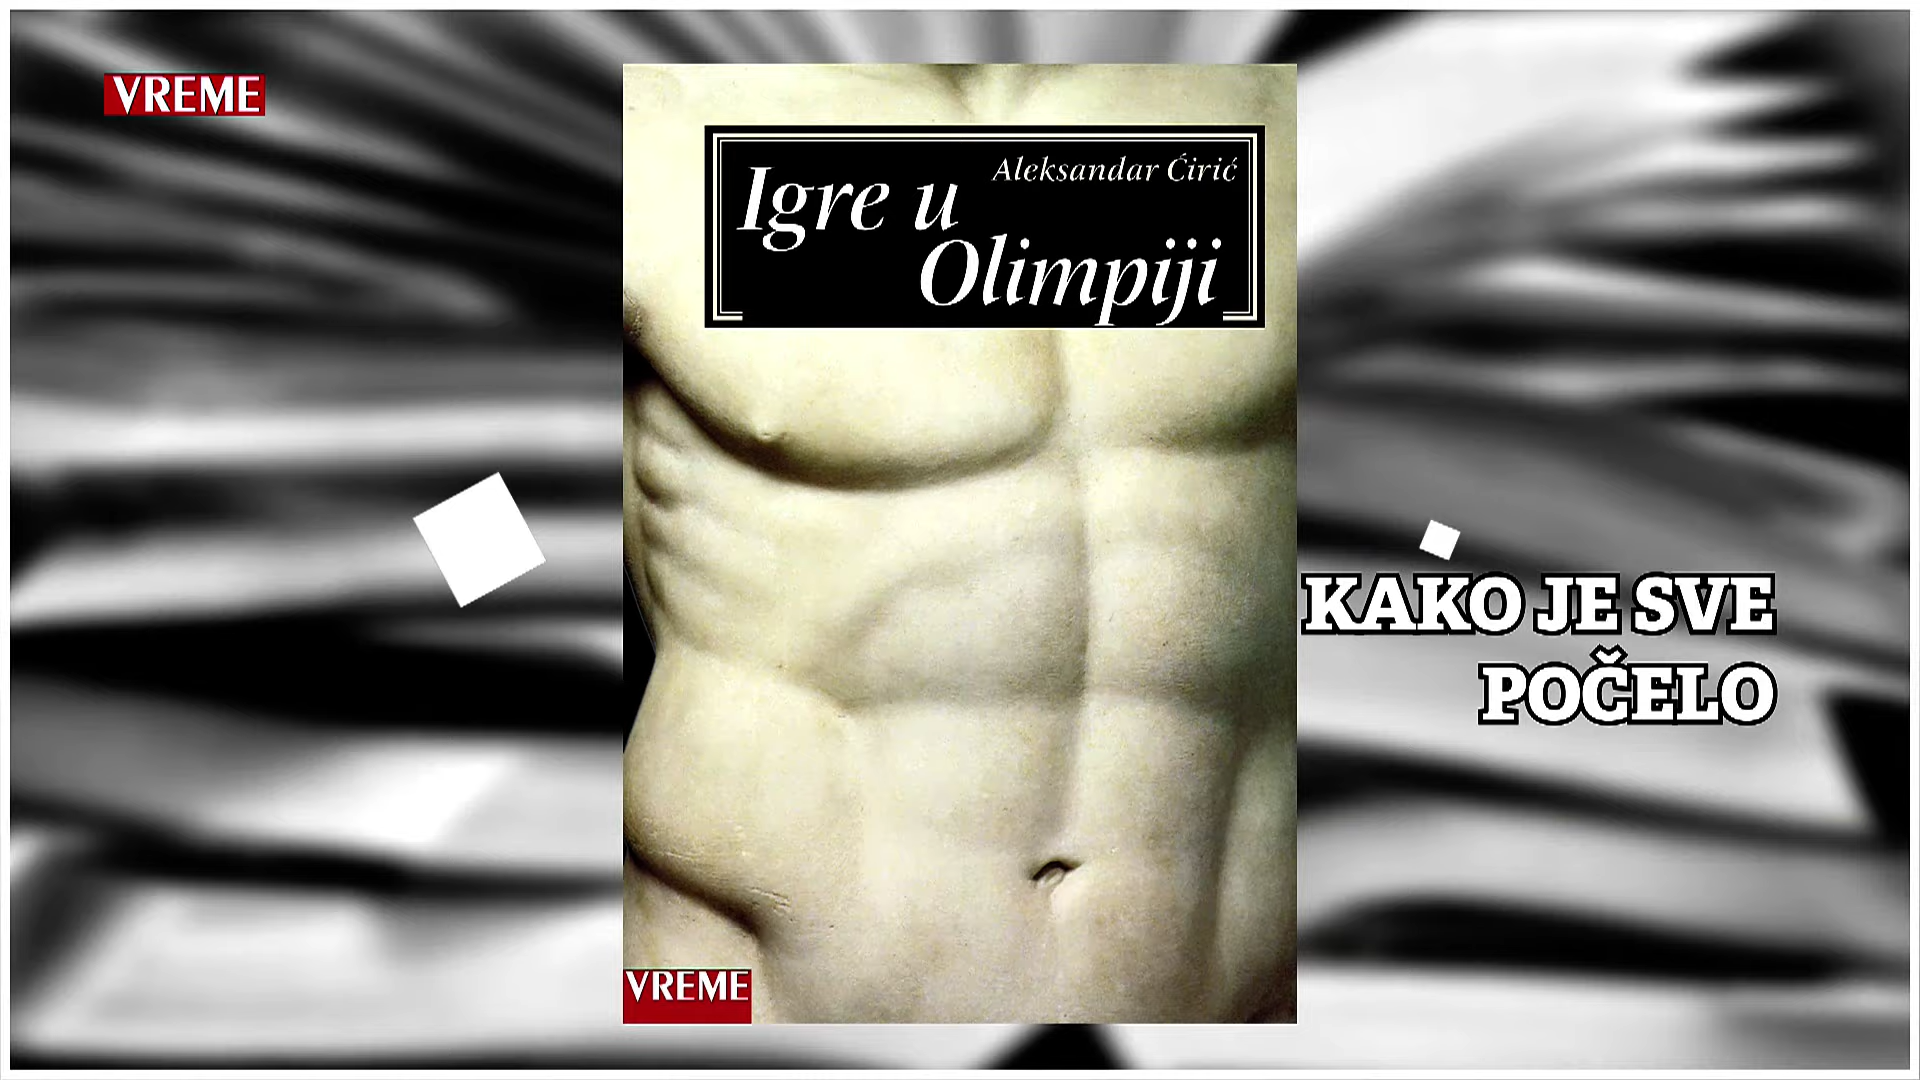 VREME
Aleksandar Ćirić
Igre u
Olimpiji
KAKO JE SVE
POČELO
VREME